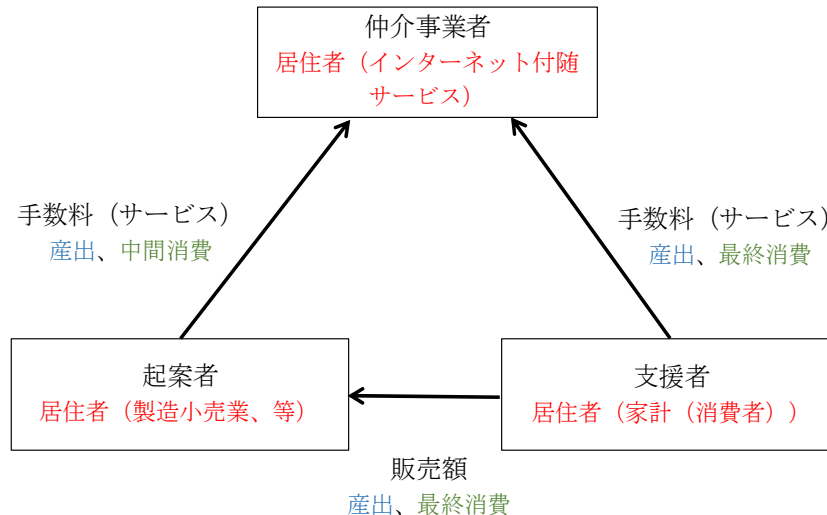 仲介事業者
居住者（インターネット付随
サービス）
手数料（サービス）
産出、中間消費
手数料（サービス）
産出、最終消費
起案者
居住者（製造小売業、等）
支援者
居住者（家計（消費者））
販売額
産出、最終消費